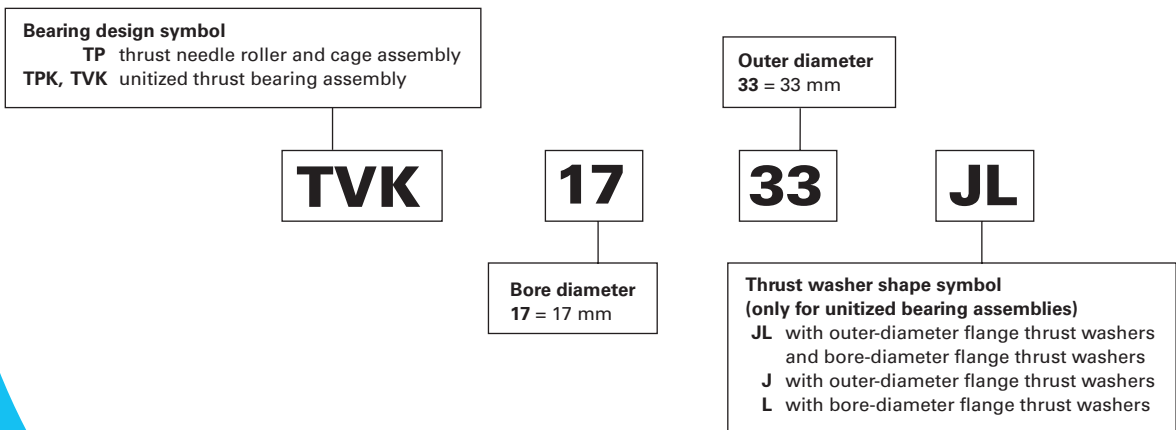 Bearing design symbol
TP thrust needle roller and cage assembly
TPK, TVK unitized thrust bearing assembly
Outer diameter
33 = 33 mm
TVK 17 33 JL
Bore diameter
17 = 17 mm
Thrust washer shape symbol
(only for unitized bearing assemblies)
JL with outer-diameter flange thrust washers
and bore-diameter flange thrust washers
J with outer-diameter flange thrust washers
L with bore-diameter flange thrust washers